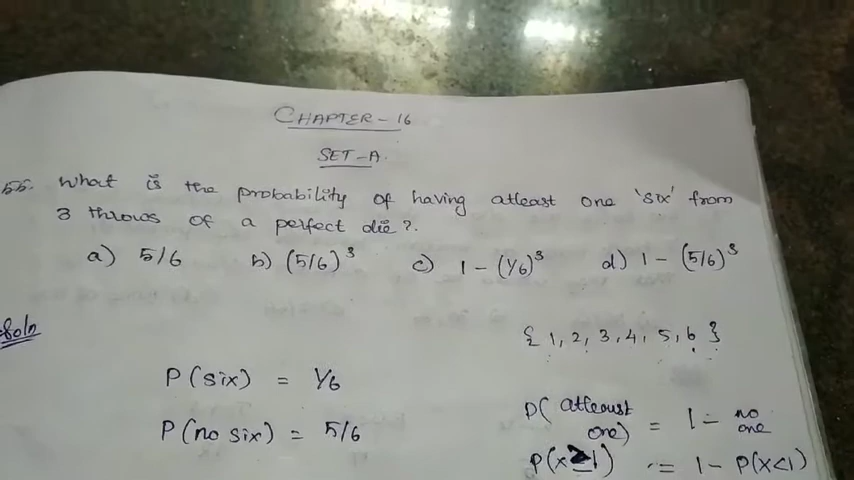 CHAPTER-16
SET-A.
55. What is the probability of having atleast one 'six' from
3 throws of a perfect die?.
a) 5/6 b) (5/6)³ c) 1 - (1/6)³ d) 1 - (5/6)³
Soln
{ 1, 2, 3, 4, 5, 6 }
P(six) = 1/6
P(no six) = 5/6
P( atleast one) = 1 - no one
P(x≥1) = 1 - P(x<1)